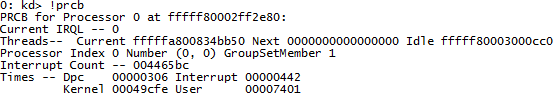 0: kd> !prcb
PRCB for Processor 0 at fffff80002ff2e80:
Current IRQL -- 0
Threads--  Current fffffa800834bb50 Next 0000000000000000 Idle fffff80003000cc0
Processor Index 0 Number (0, 0) GroupSetMember 1
Interrupt Count -- 004465bc
Times -- Dpc    00000306 Interrupt 00000442
         Kernel 00049cfe User      00007401